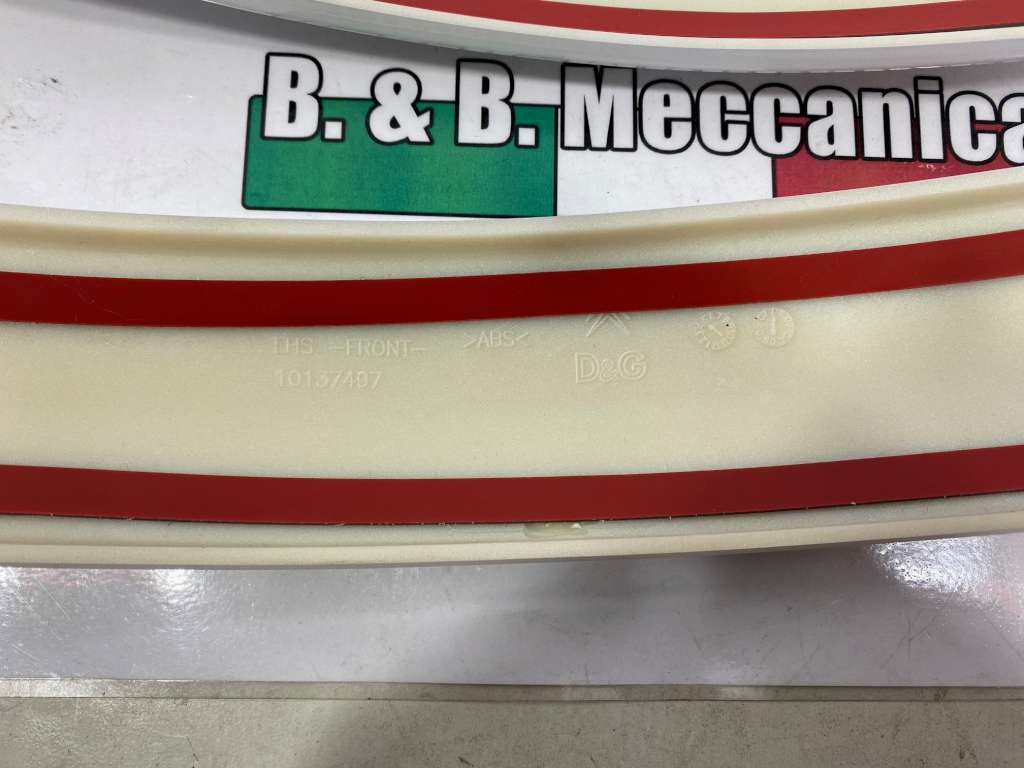 B. & B. Meccanica
LHS -FRONT- >ABS<
10137497
D&G